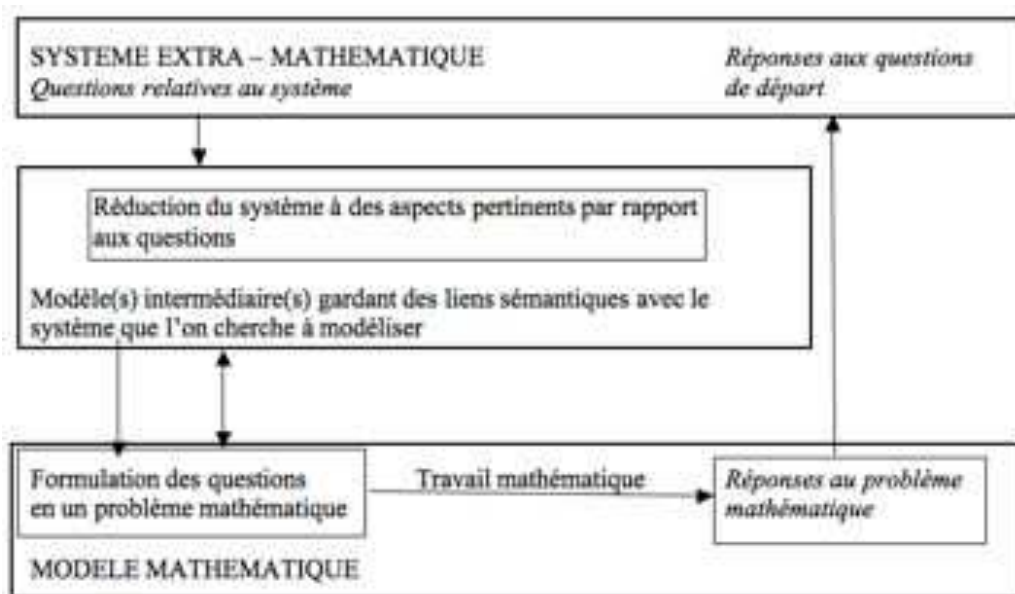 SYSTEME EXTRA – MATHEMATIQUE
Questions relatives au système
Réponses aux questions
de départ
Réduction du système à des aspects pertinents par rapport
aux questions
Modèle(s) intermédiaire(s) gardant des liens sémantiques avec le
système que l'on cherche à modéliser
Formulation des questions
en un problème mathématique
Travail mathématique
Réponses au problème
mathématique
MODELE MATHEMATIQUE